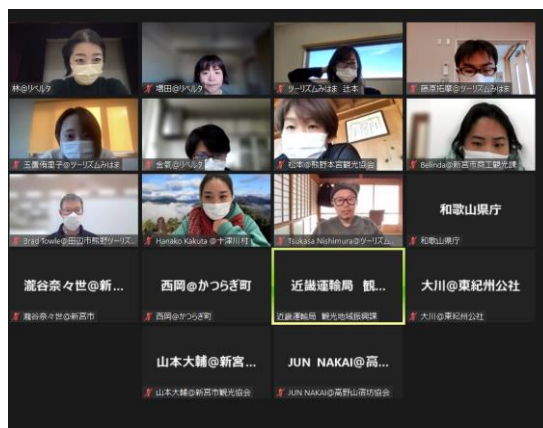 林@リベルタ
増田@リベルタ
ツーリズムみはま 辻本
藤原拓摩@ツーリズムみはま
玉置侑里子@ツーリズムみはま
金氣@リベルタ
松本@熊野本宮観光協会
Belinda@新宮市商工観光課
Brad Towle@田辺市熊野ツーリズ...
Hanako Kakuta @十津川村
Tsukasa Nishimura@ツーリズム...
和歌山県庁
和歌山県庁
瀧谷奈々世@新...
瀧谷奈々世@新宮市
西岡@かつらぎ町
西岡@かつらぎ町
近畿運輸局 観...
近畿運輸局 観光地域振興課
大川@東紀州公社
大川@東紀州公社
山本大輔@新宮...
山本大輔@新宮市観光協会
JUN NAKAI@高...
JUN NAKAI@高野山宿坊協会